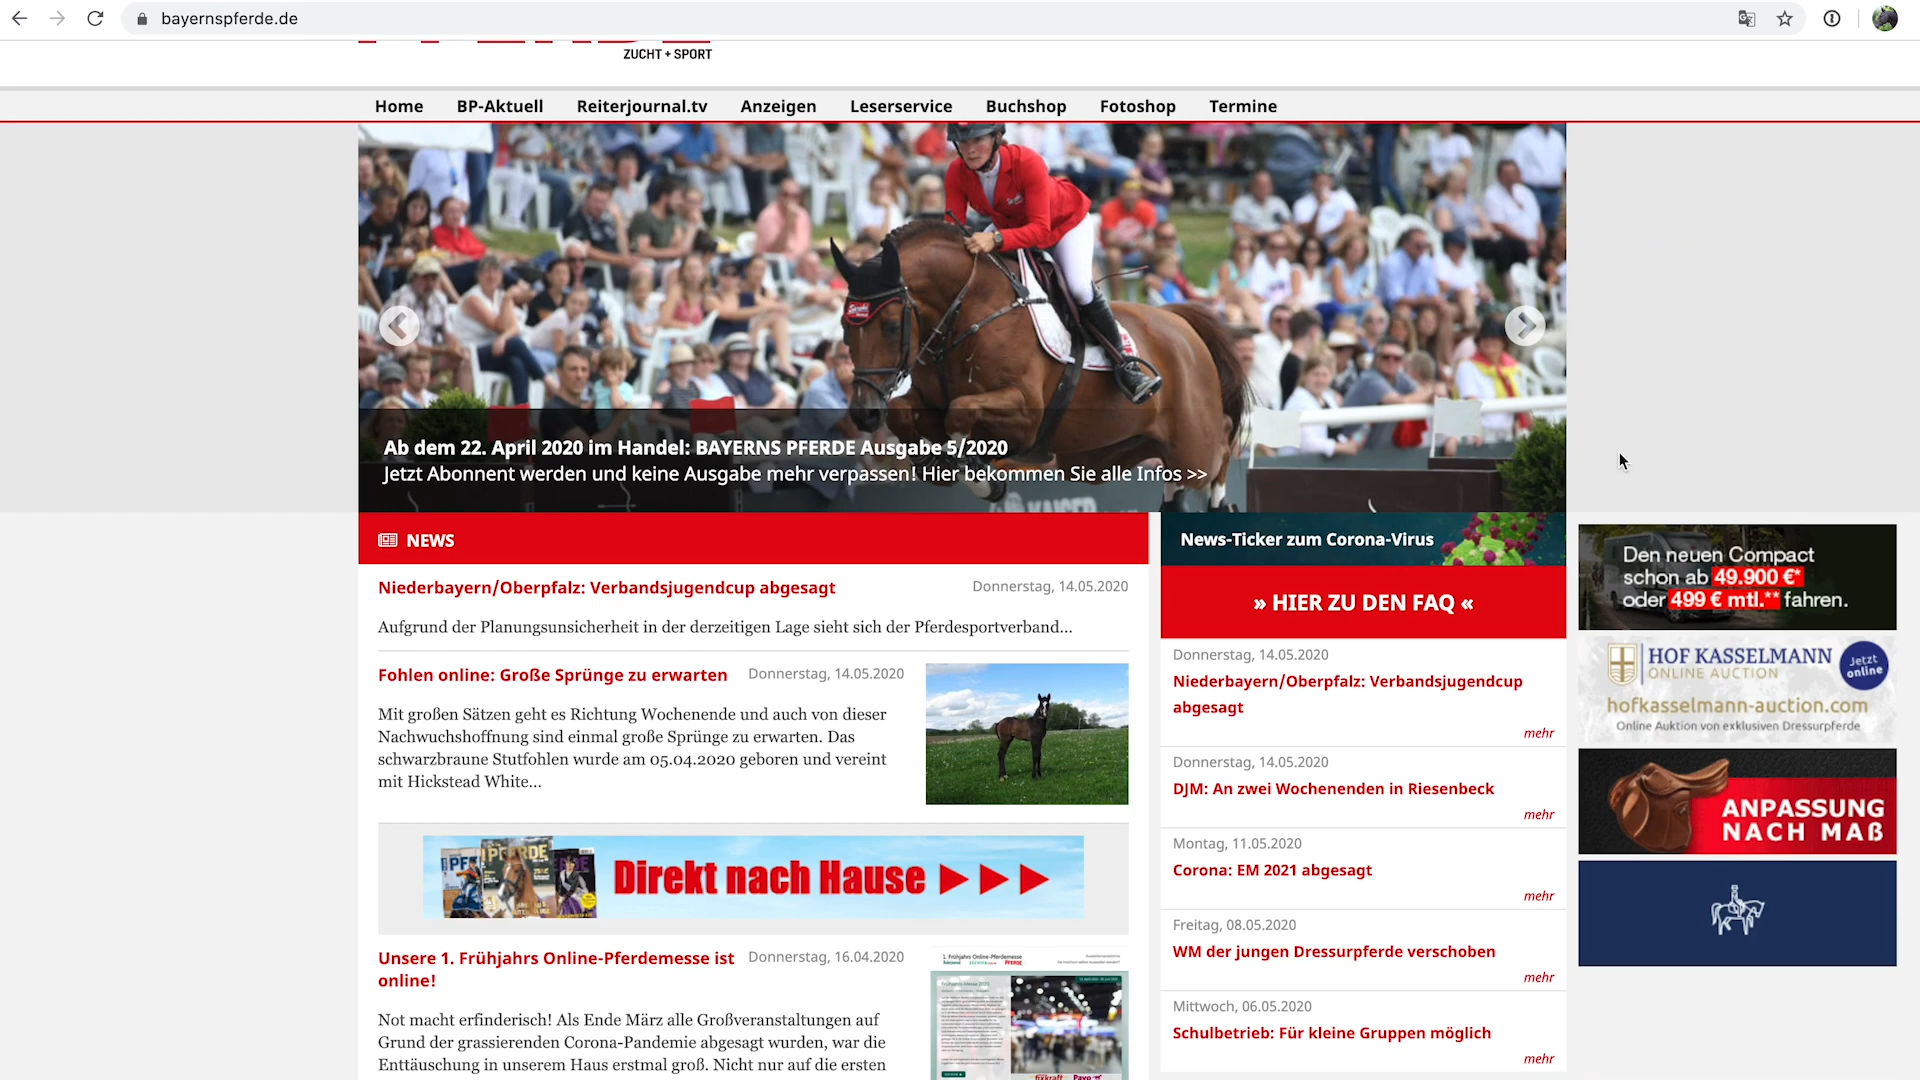 bayernspferde.de
ZUCHT + SPORT
Home BP-Aktuell Reiterjournal.tv Anzeigen Leserservice Buchshop Fotoshop Termine
Ab dem 22. April 2020 im Handel: BAYERNS PFERDE Ausgabe 5/2020
Jetzt Abonnent werden und keine Ausgabe mehr verpassen! Hier bekommen Sie alle Infos >>
NEWS
Niederbayern/Oberpfalz: Verbandsjugendcup abgesagt
Donnerstag, 14.05.2020
Aufgrund der Planungsunsicherheit in der derzeitigen Lage sieht sich der Pferdesportverband...
Fohlen online: Große Sprünge zu erwarten
Donnerstag, 14.05.2020
Mit großen Sätzen geht es Richtung Wochenende und auch von dieser
Nachwuchshoffnung sind einmal große Sprünge zu erwarten. Das
schwarzbraune Stutfohlen wurde am 05.04.2020 geboren und vereint
mit Hickstead White...
Direkt nach Hause
Unsere 1. Frühjahrs Online-Pferdemesse ist
online!
Donnerstag, 16.04.2020
1. Frühjahrs Online-Pferdemesse
Not macht erfinderisch! Als Ende März alle Großveranstaltungen auf
Grund der grassierenden Corona-Pandemie abgesagt wurden, war die
Enttäuschung in unserem Haus erstmal groß. Nicht nur auf die ersten
News-Ticker zum Corona-Virus
» HIER ZU DEN FAQ «
Donnerstag, 14.05.2020
Niederbayern/Oberpfalz: Verbandsjugendcup
abgesagt
mehr
Donnerstag, 14.05.2020
DJM: An zwei Wochenenden in Riesenbeck
mehr
Montag, 11.05.2020
Corona: EM 2021 abgesagt
mehr
Freitag, 08.05.2020
WM der jungen Dressurpferde verschoben
mehr
Mittwoch, 06.05.2020
Schulbetrieb: Für kleine Gruppen möglich
mehr
Den neuen Compact
schon ab 49.900 €*
oder 499 € mtl.** fahren.
HOF KASSELMANN
ONLINE AUCTION
Jetzt
online
hofkasselmann-auction.com
Online Auktion von exklusiven Dressurpferde
ANPASSUNG
NACH MAẞ